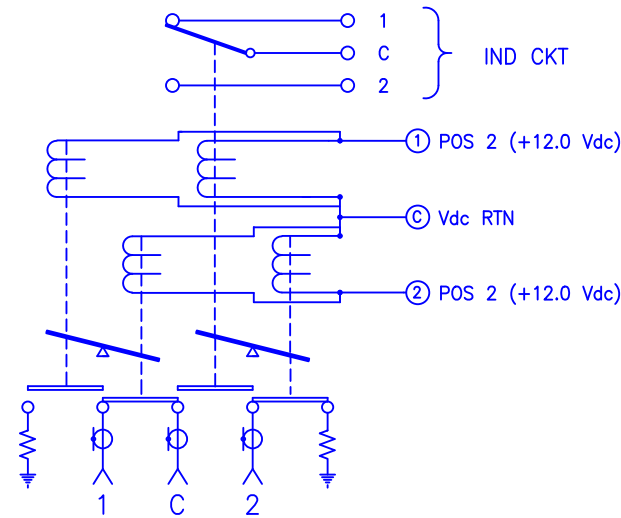 1
C IND CKT
2
1 POS 2 (+12.0 Vdc)
C Vdc RTN
2 POS 2 (+12.0 Vdc)
1 C 2